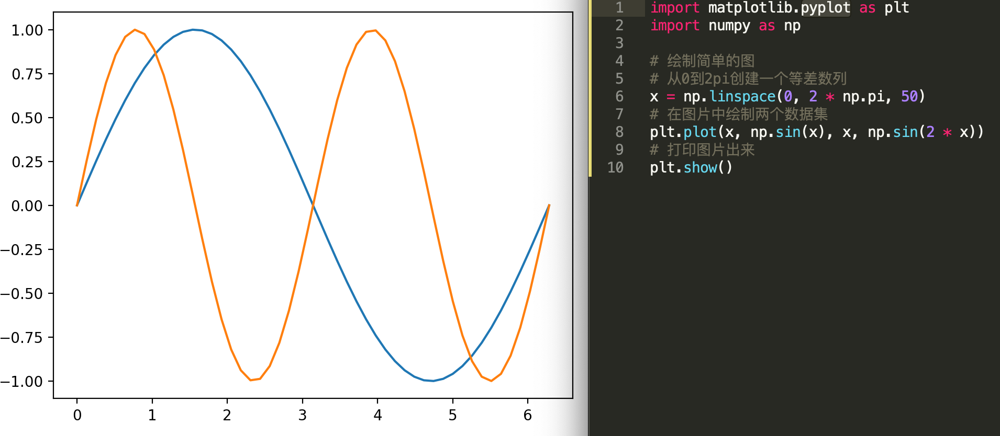 1.00
0.75
0.50
0.25
0.00
−0.25
−0.50
−0.75
−1.00
0 1 2 3 4 5 6
1 import matplotlib.pyplot as plt
2 import numpy as np
3
4 # 绘制简单的图
5 # 从0到2pi创建一个等差数列
6 x = np.linspace(0, 2 * np.pi, 50)
7 # 在图片中绘制两个数据集
8 plt.plot(x, np.sin(x), x, np.sin(2 * x))
9 # 打印图片出来
10 plt.show()